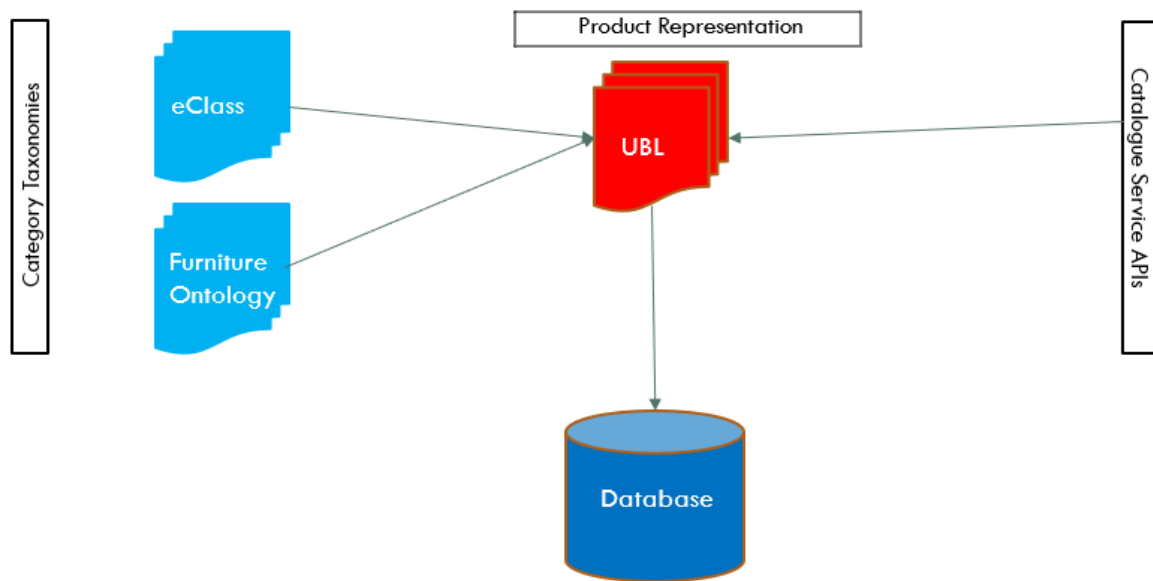 Product Representation
Category Taxonomies
eClass
UBL
Catalogue Service APIs
Furniture
Ontology
Database